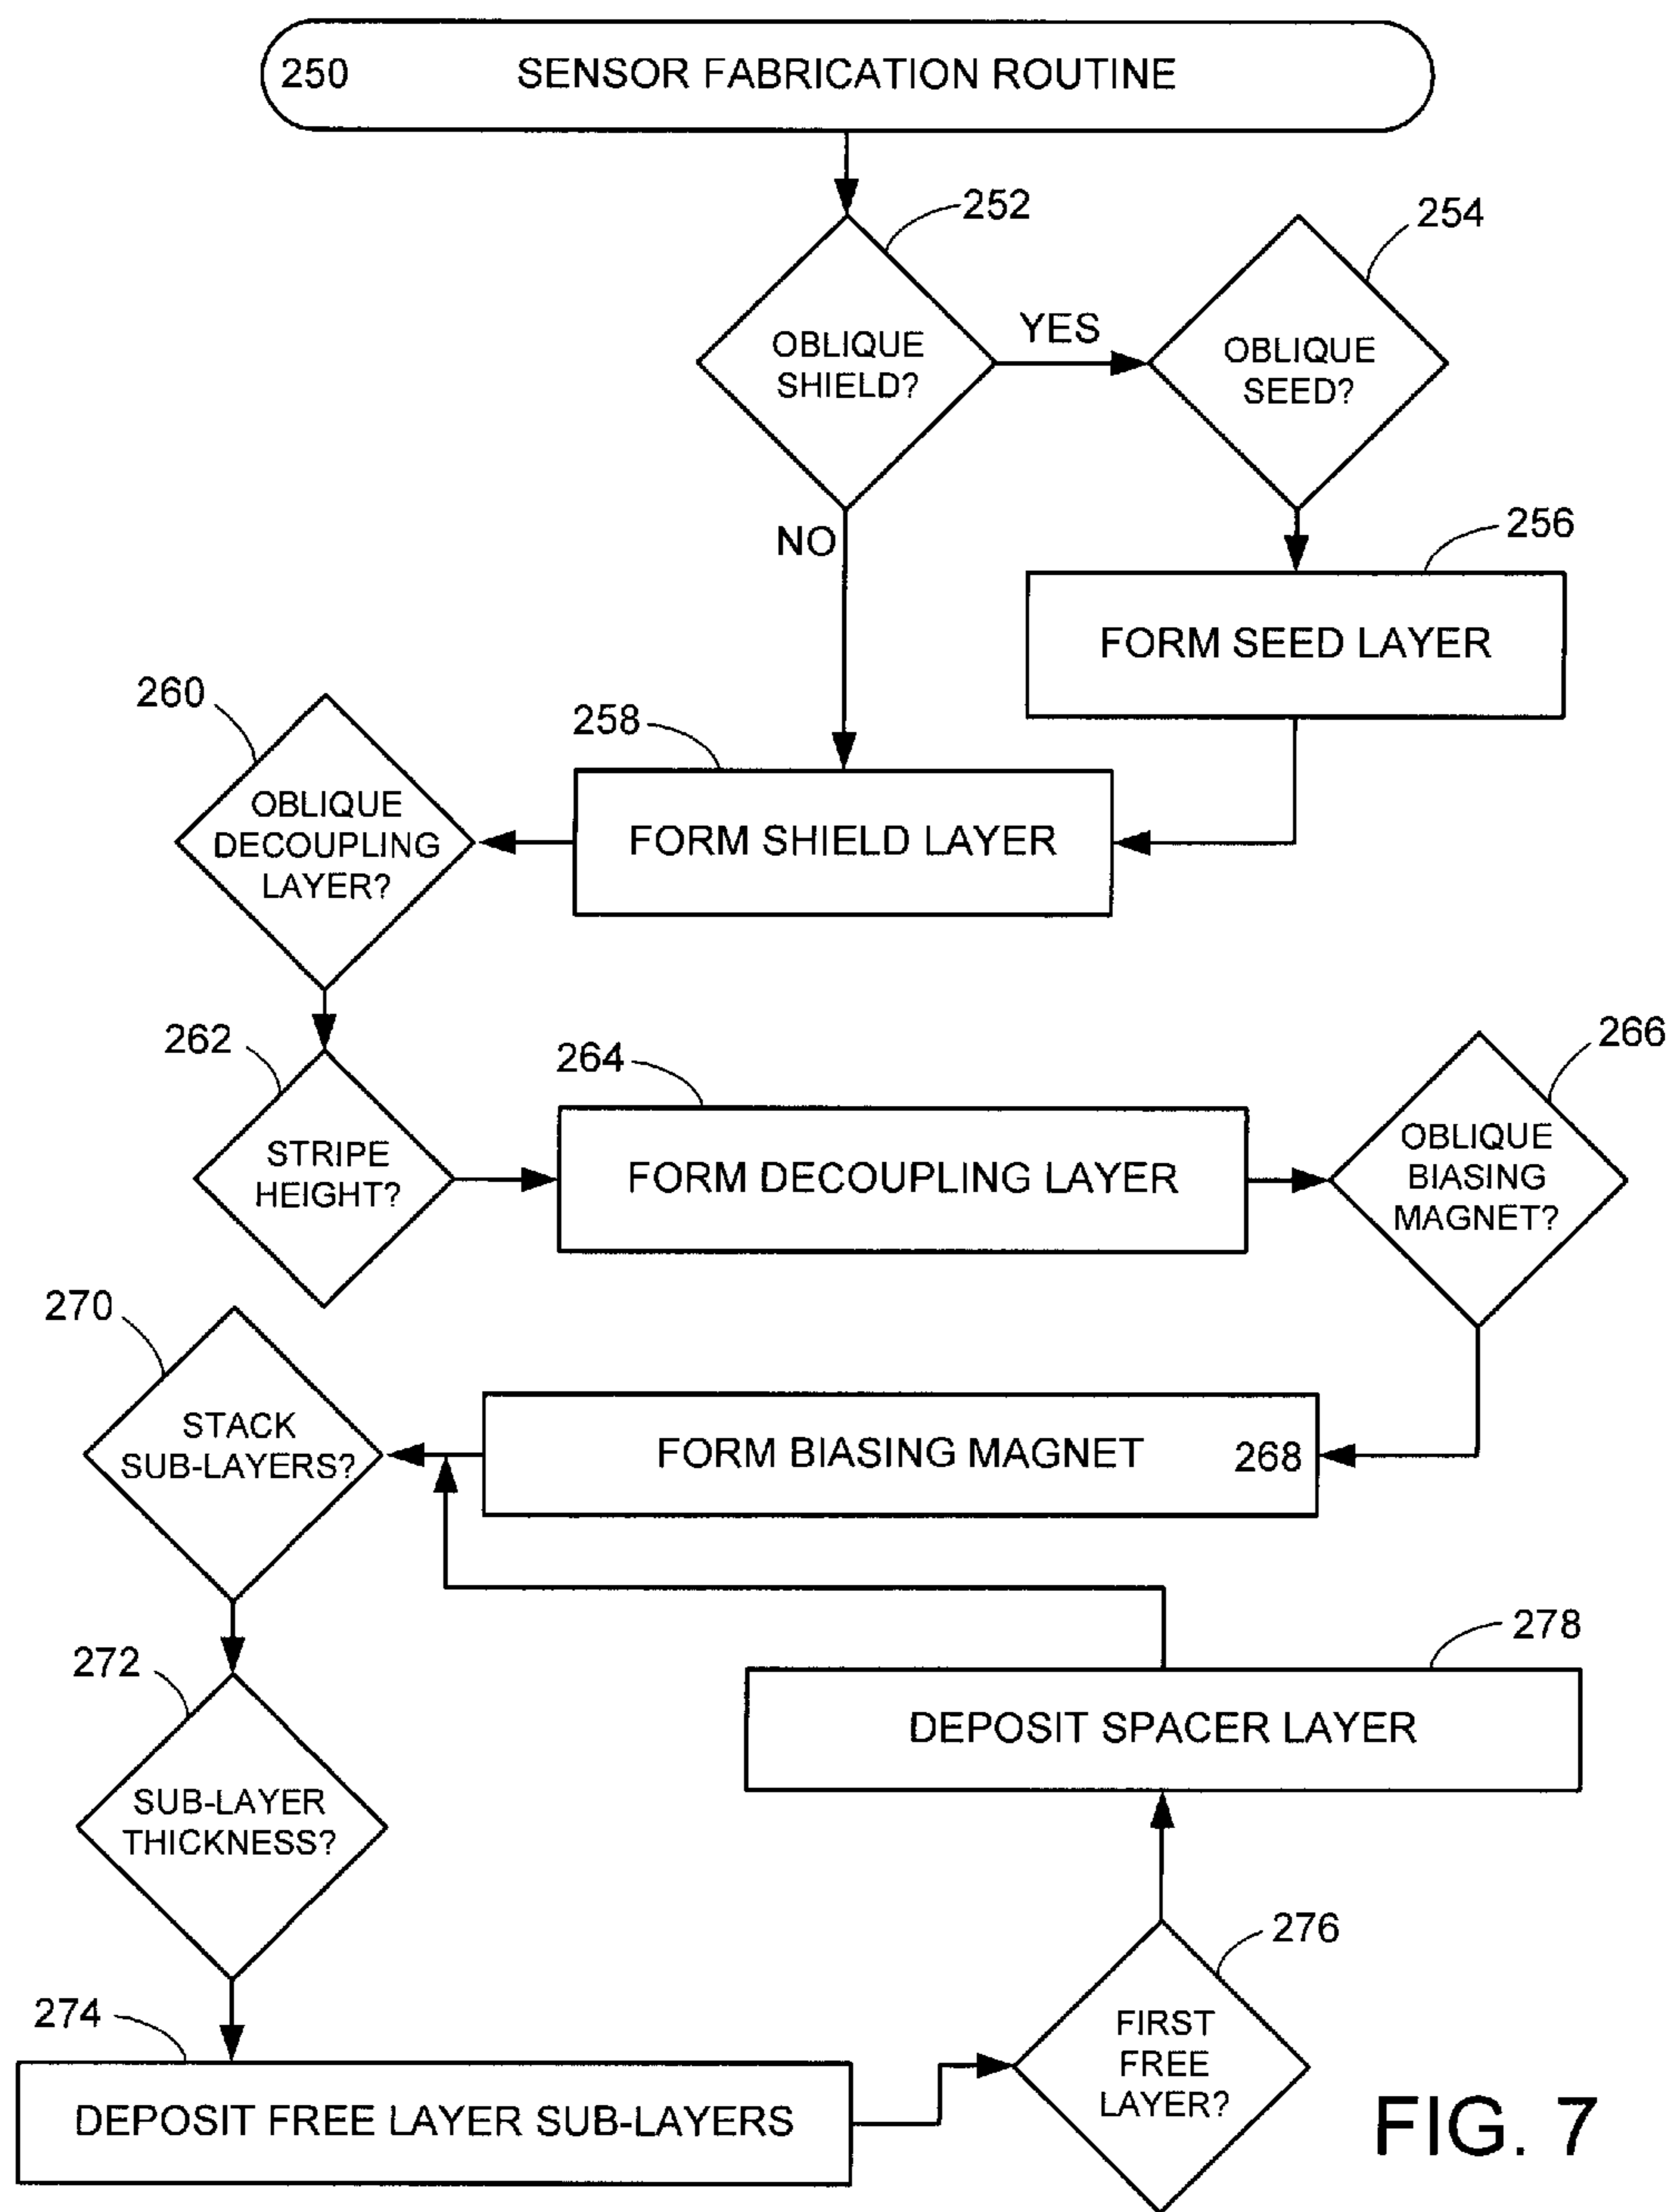 250 SENSOR FABRICATION ROUTINE
252
254
OBLIQUE
SHIELD?
YES
OBLIQUE
SEED?
NO
256
FORM SEED LAYER
260
258
OBLIQUE
DECOUPLING
LAYER?
FORM SHIELD LAYER
262
264
266
STRIPE
HEIGHT?
FORM DECOUPLING LAYER
OBLIQUE
BIASING
MAGNET?
270
STACK
SUB-LAYERS?
FORM BIASING MAGNET 268
272
278
SUB-LAYER
THICKNESS?
DEPOSIT SPACER LAYER
274
276
DEPOSIT FREE LAYER SUB-LAYERS
FIRST
FREE
LAYER?
FIG. 7